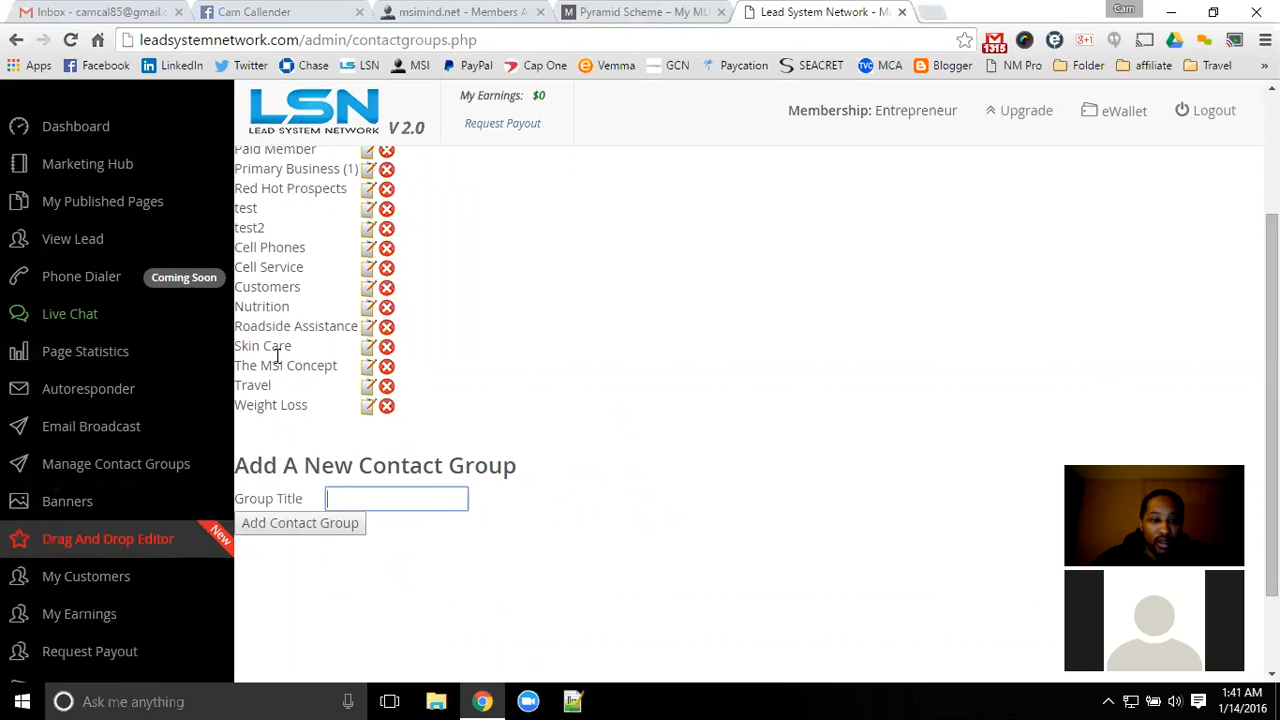 Inbox - camcal85@gmail.c
Cam Callender
msimind.net - Members A
Pyramid Scheme – My ML
Lead System Network - M
Cam
leadsystemnetwork.com/admin/contactgroups.php
1315
Apps
Facebook
LinkedIn
Twitter
Chase
LSN
MSI
PayPal
Cap One
Vemma
GCN
Paycation
SEACRET
MCA
Blogger
NM Pro
Folder
affiliate
Travel
LSN
LEAD SYSTEM NETWORK
V 2.0
My Earnings: $0
Request Payout
Membership: Entrepreneur
Upgrade
eWallet
Logout
Dashboard
Marketing Hub
My Published Pages
View Lead
Phone Dialer
Coming Soon
Live Chat
Page Statistics
Autoresponder
Email Broadcast
Manage Contact Groups
Banners
Drag And Drop Editor
New
My Customers
My Earnings
Request Payout
Paid Member
Primary Business (1)
Red Hot Prospects
test
test2
Cell Phones
Cell Service
Customers
Nutrition
Roadside Assistance
Skin Care
The MSI Concept
Travel
Weight Loss
Add A New Contact Group
Group Title
Add Contact Group
Ask me anything
1:41 AM
1/14/2016